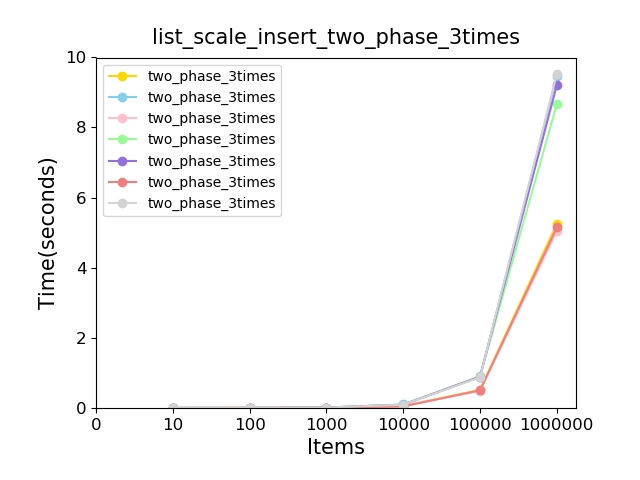 list_scale_insert_two_phase_3times
10
8
6
4
2
0
Time(seconds)
two_phase_3times
two_phase_3times
two_phase_3times
two_phase_3times
two_phase_3times
two_phase_3times
two_phase_3times
0 10 100 1000 10000 100000 1000000
Items